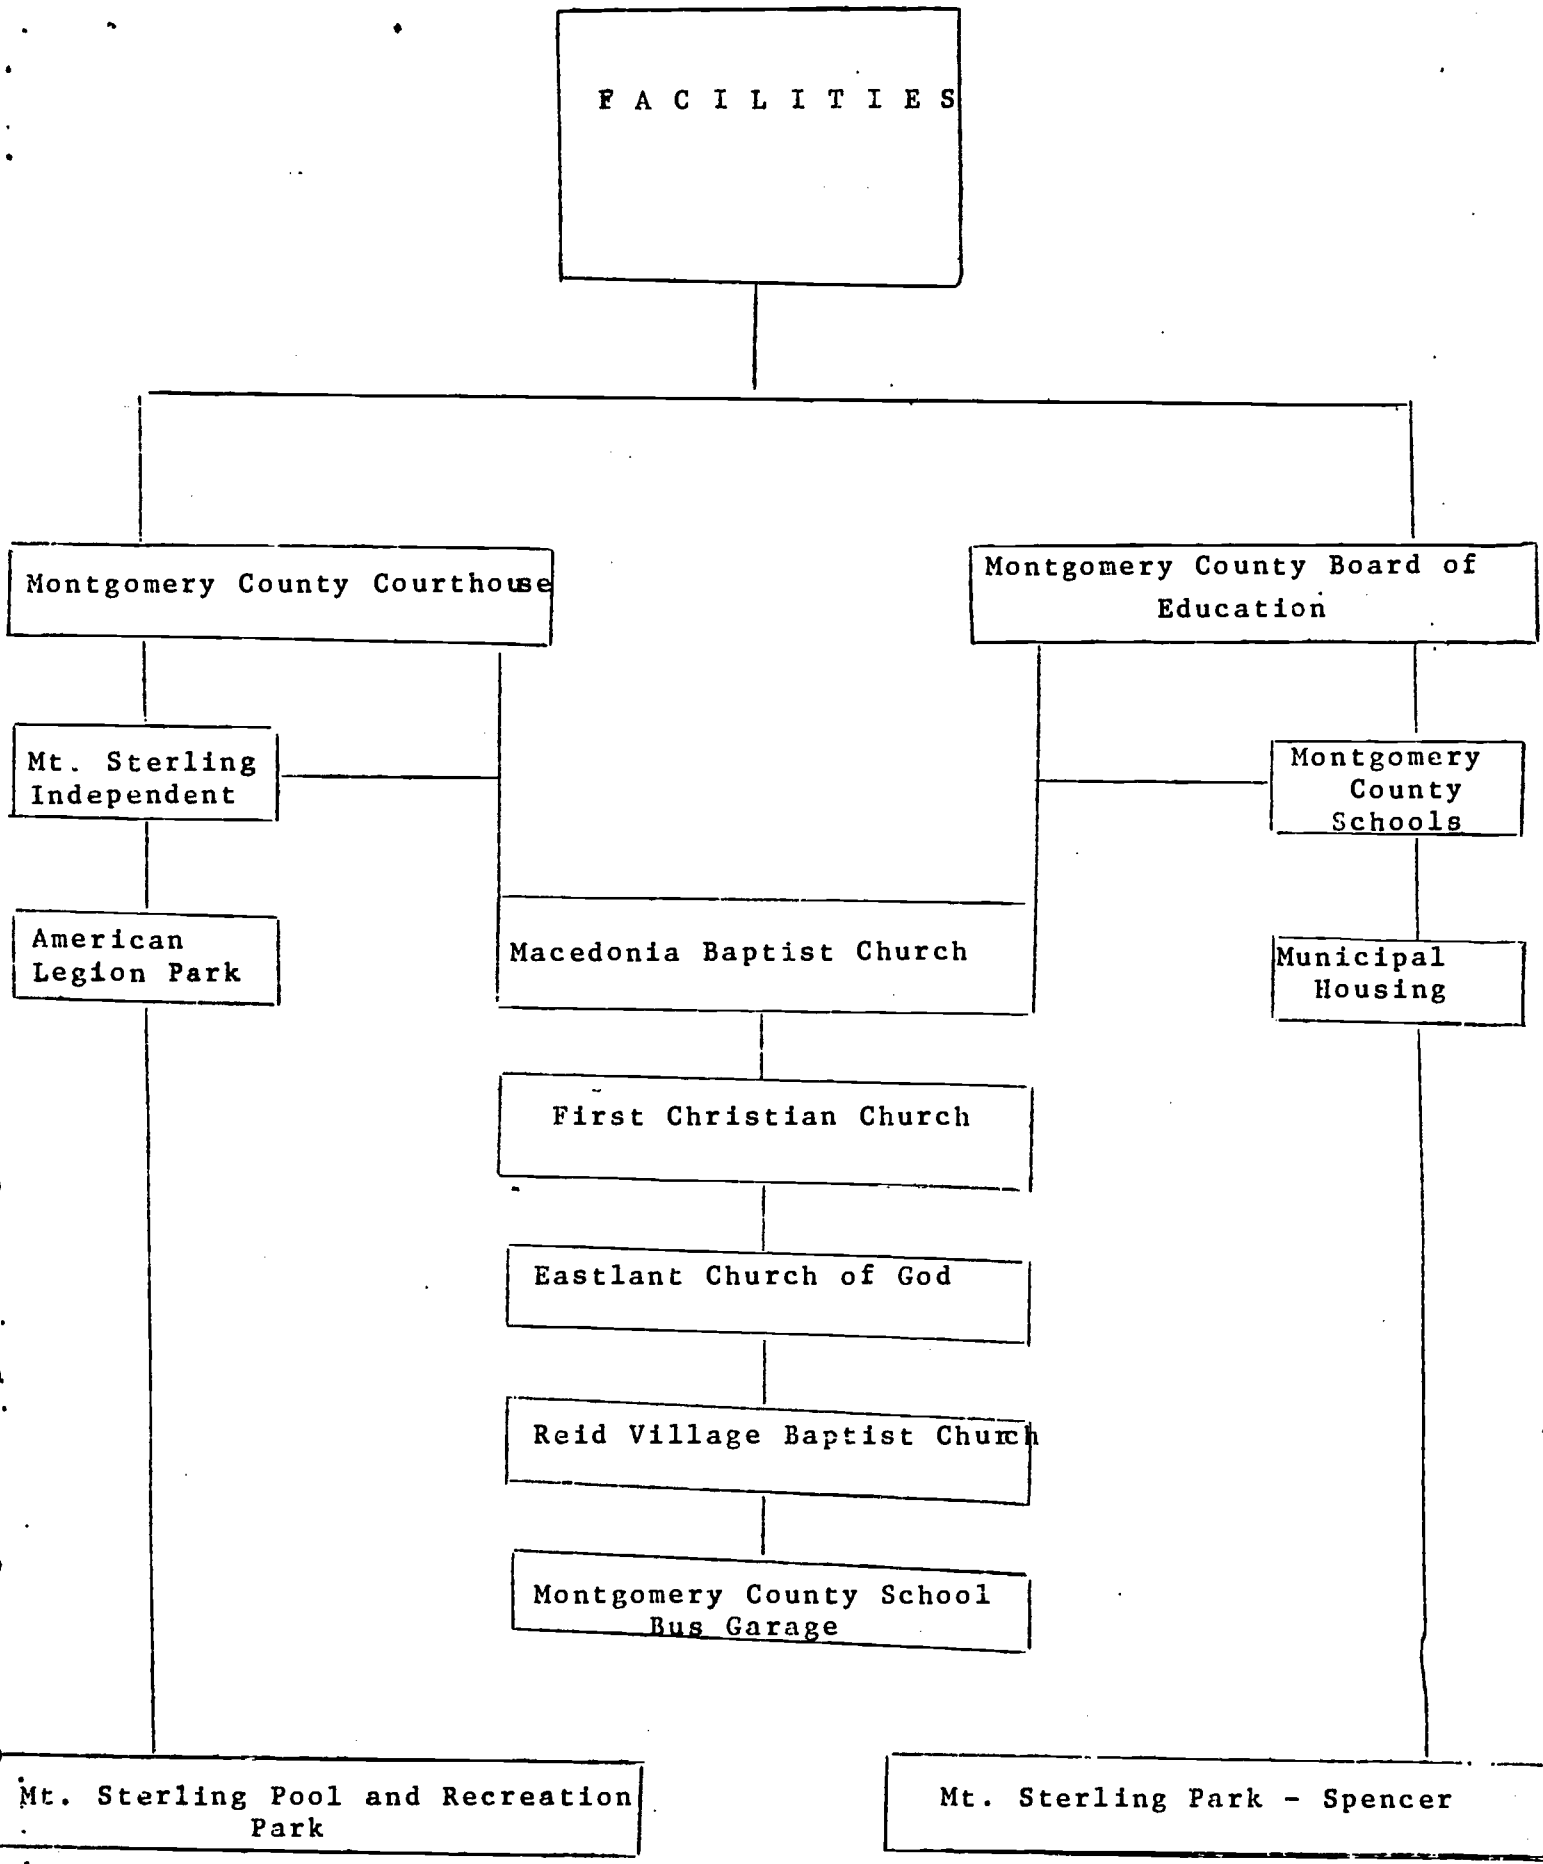 F A C I L I T I E S
Montgomery County Courthouse
Montgomery County Board of
Education
Mt. Sterling
Independent
Montgomery
County
Schools
American
Legion Park
Macedonia Baptist Church
Municipal
Housing
First Christian Church
Eastlant Church of God
Reid Village Baptist Church
Montgomery County School
Bus Garage
Mt. Sterling Pool and Recreation
Park
Mt. Sterling Park - Spencer